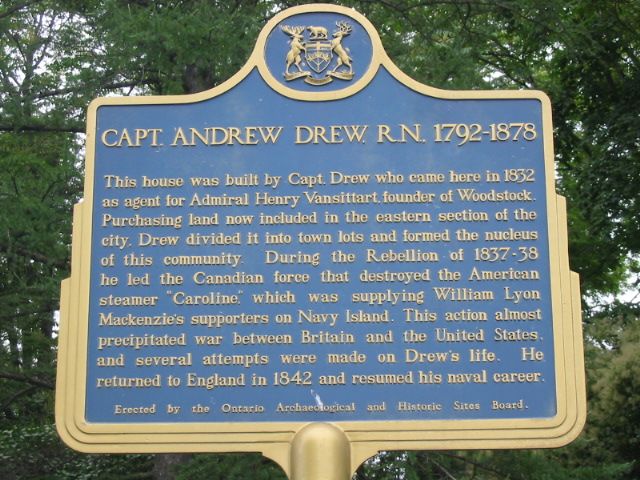 CAPT. ANDREW DREW, R.N. 1792-1878
This house was built by Capt. Drew who came here in 1832
as agent for Admiral Henry Vansittart, founder of Woodstock.
Purchasing land now included in the eastern section of the
city, Drew divided it into town lots and formed the nucleus
of this community. During the Rebellion of 1837-38
he led the Canadian force that destroyed the American
steamer "Caroline," which was supplying William Lyon
Mackenzie's supporters on Navy Island. This action almost
precipitated war between Britain and the United States,
and several attempts were made on Drew's life. He
returned to England in 1842 and resumed his naval career.
Erected by the Ontario Archaeological and Historic Sites Board.